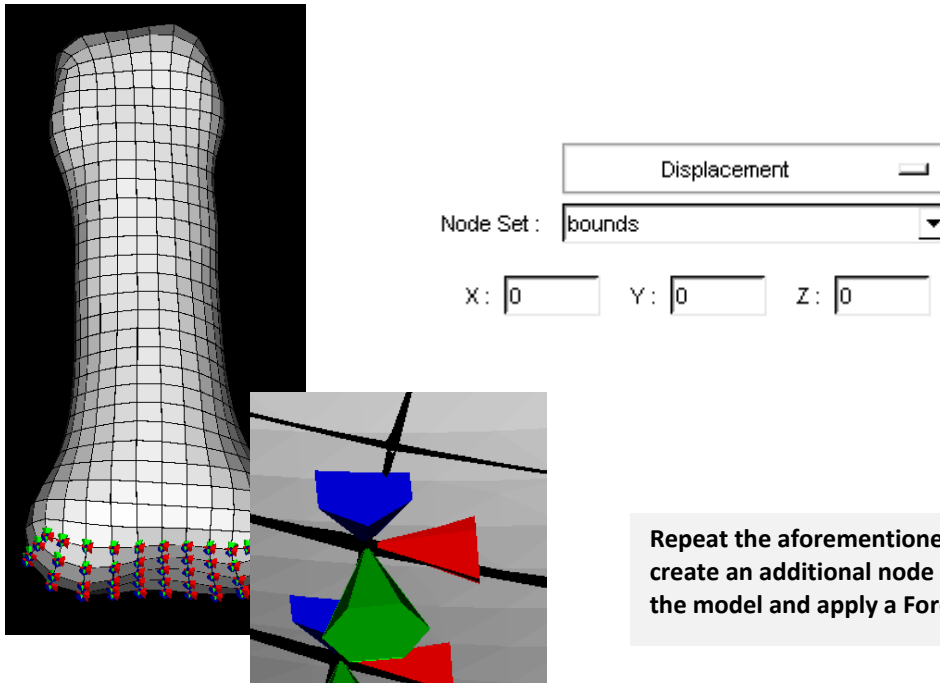 Displacement
Node Set : bounds
X : 0 Y : 0 Z : 0
Repeat the aforementione
create an additional node
the model and apply a For